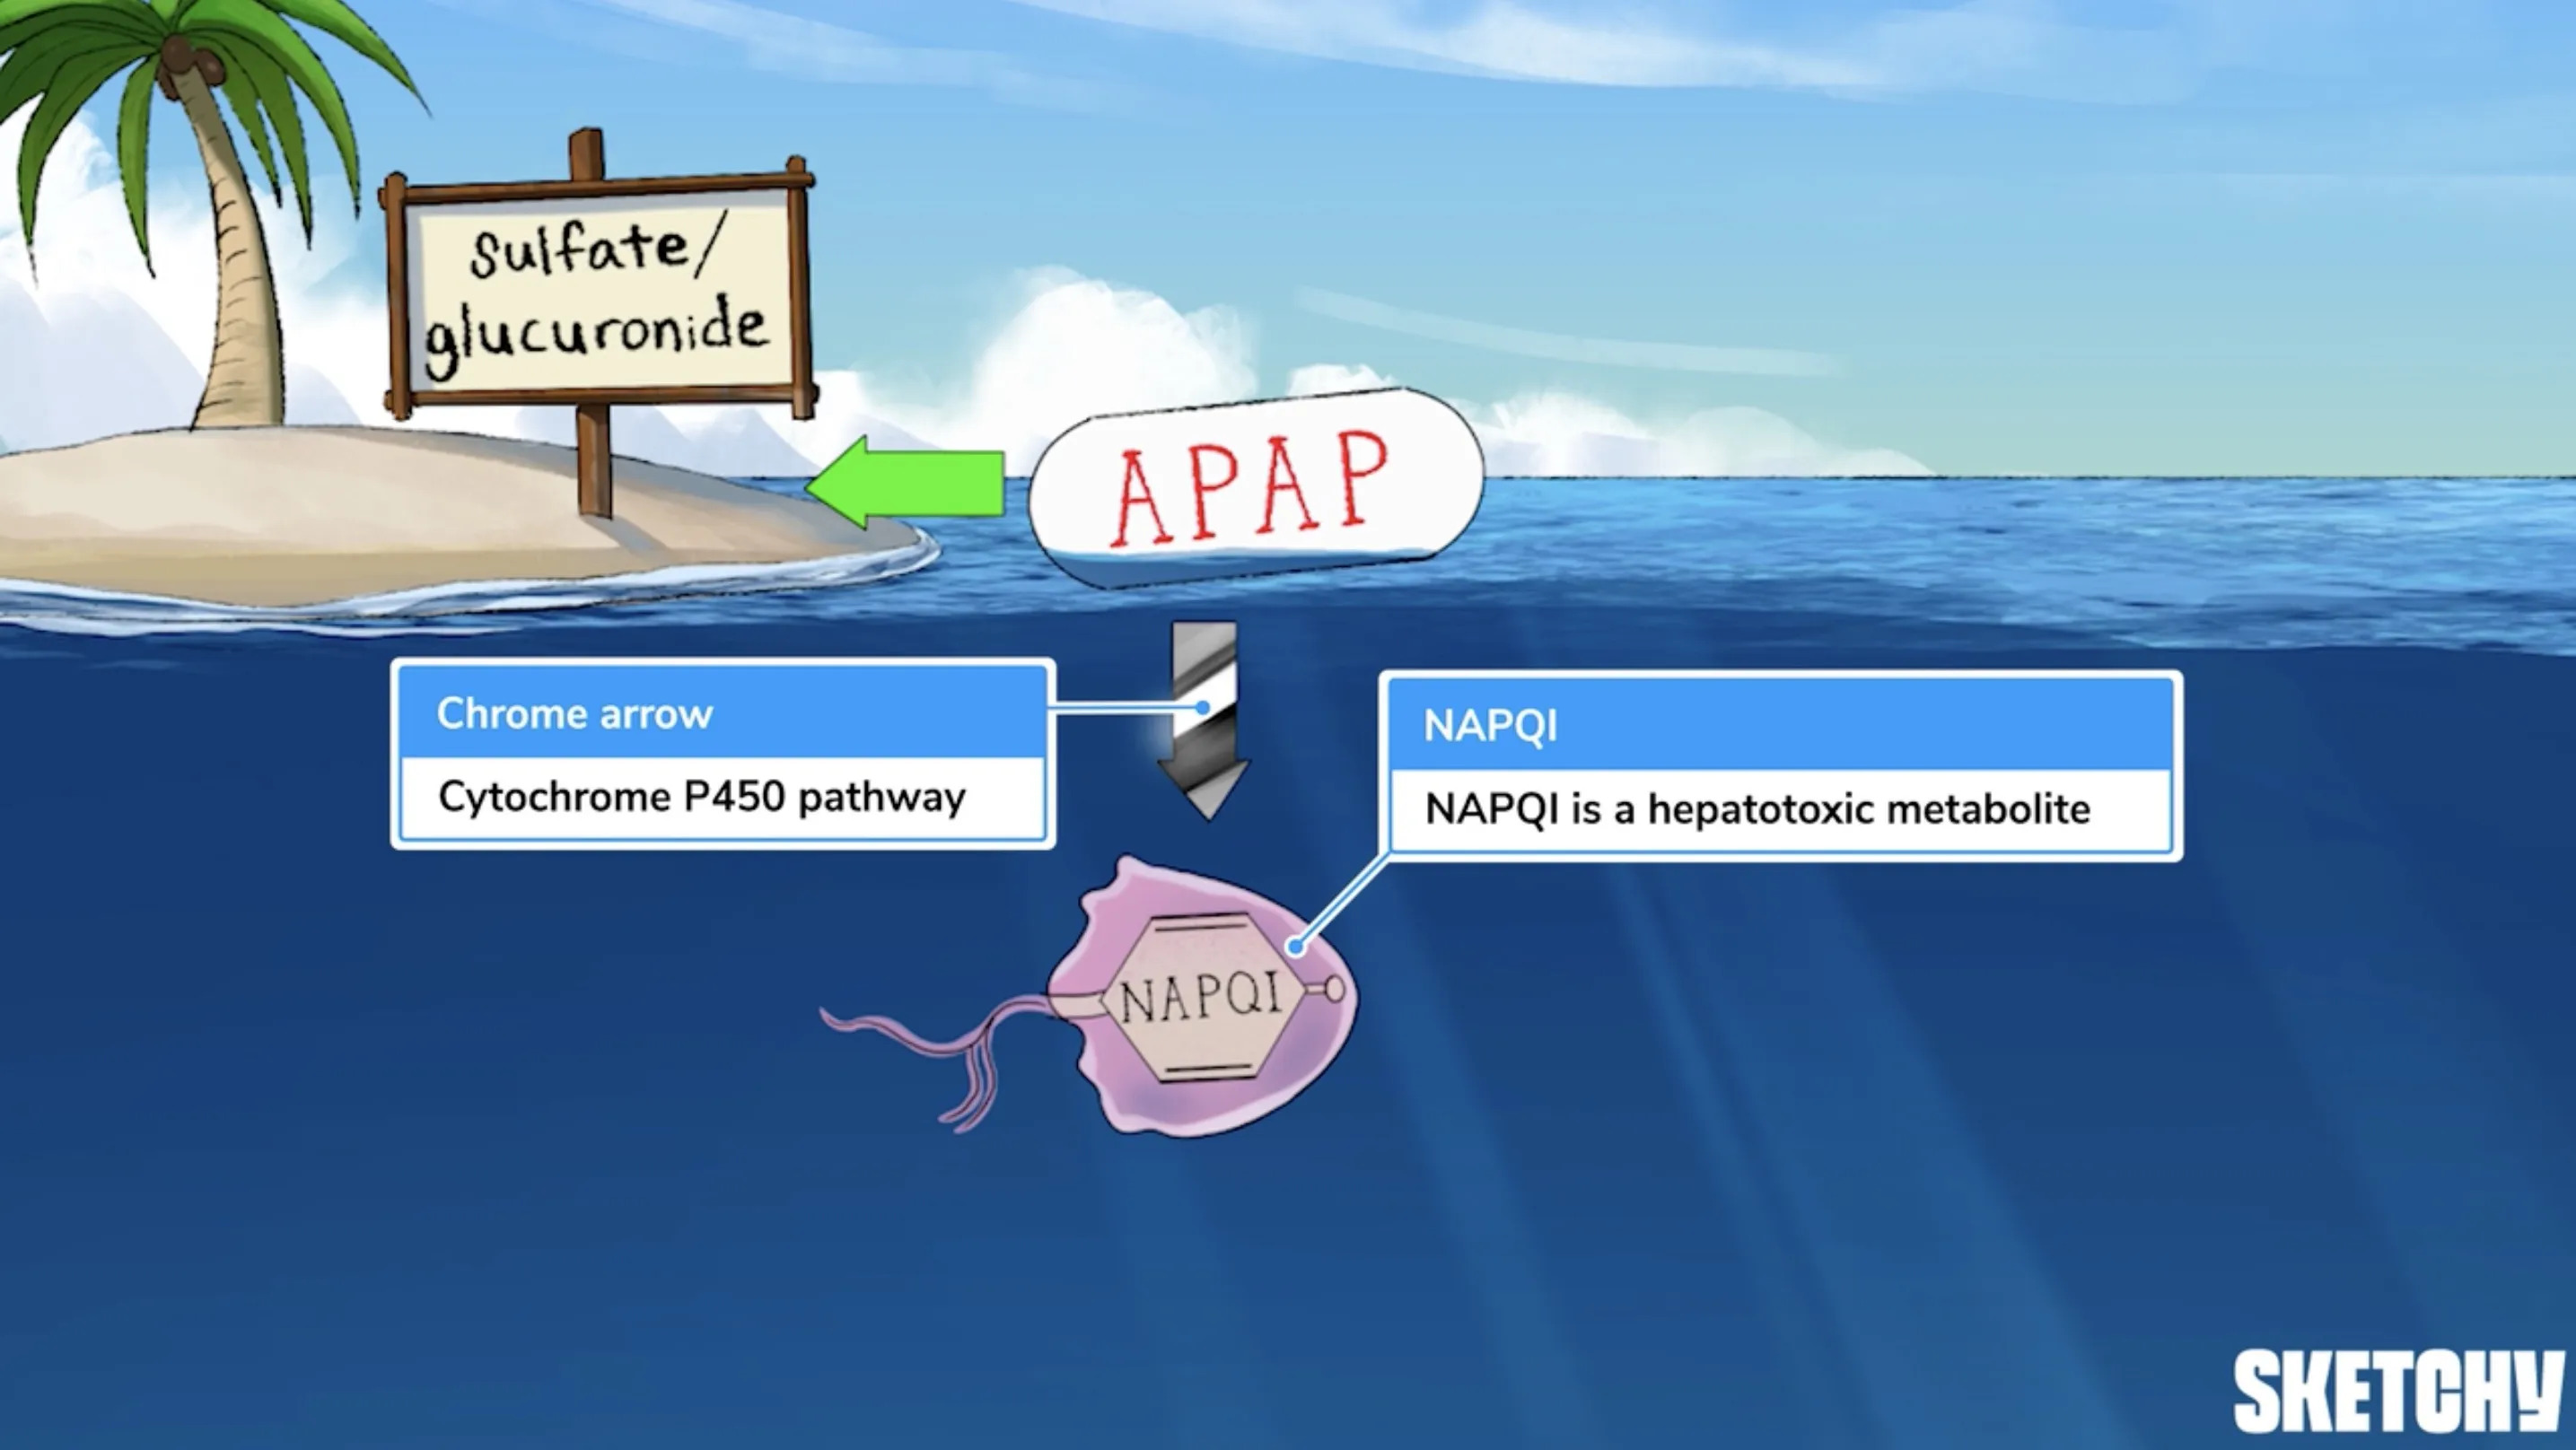 sulfate/
glucuronide
APAP
Chrome arrow
Cytochrome P450 pathway
NAPQI
NAPQI is a hepatotoxic metabolite
NAPQI
SKETCHY